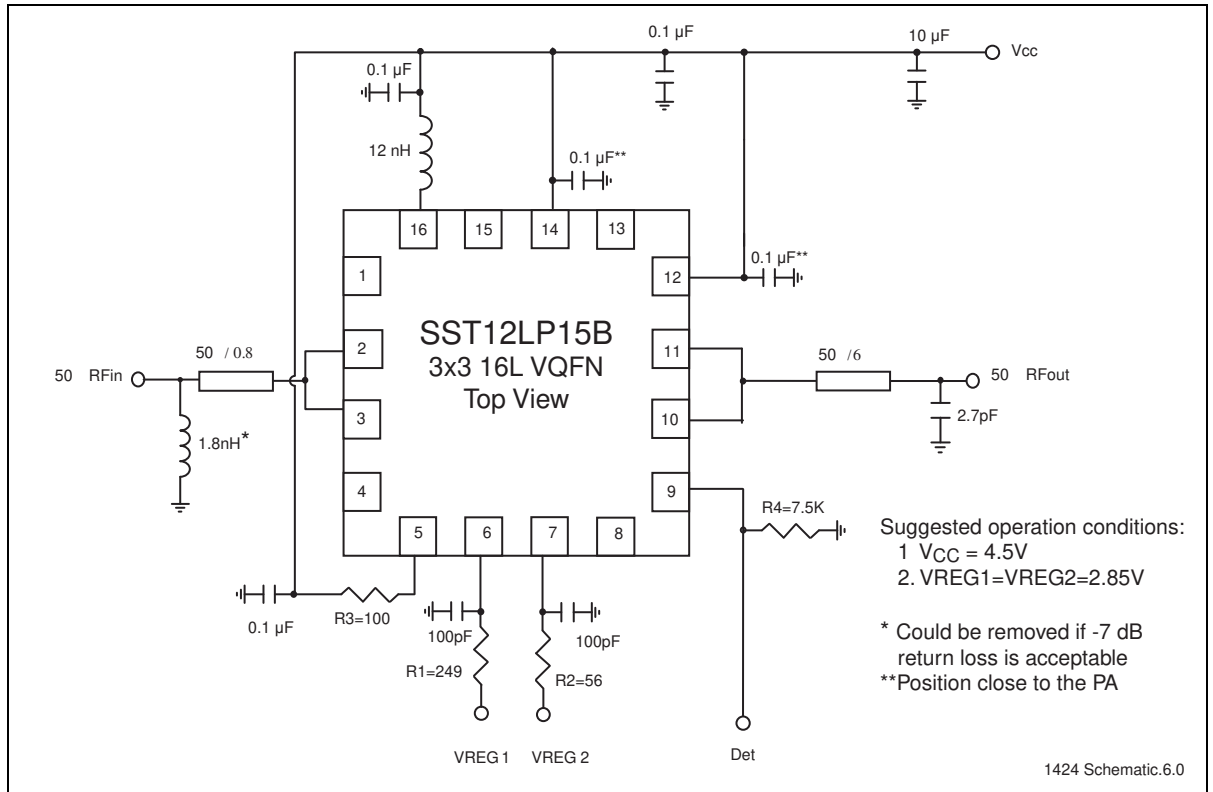 0.1 µF
10 µF
Vcc
0.1 µF
12 nH
0.1 µF**
16
15
14
13
1
12
0.1 µF**
SST12LP15B
3x3 16L VQFN
Top View
2
11
50 / 0.8
50 /6
50 RFin
50 RFout
3
10
2.7pF
1.8nH*
4
9
R4=7.5K
5
6
7
8
Suggested operation conditions:
1 VCC = 4.5V
2. VREG1=VREG2=2.85V
R3=100
0.1 µF
100pF
100pF
* Could be removed if -7 dB
return loss is acceptable
**Position close to the PA
R1=249
R2=56
VREG 1
VREG 2
Det
1424 Schematic.6.0